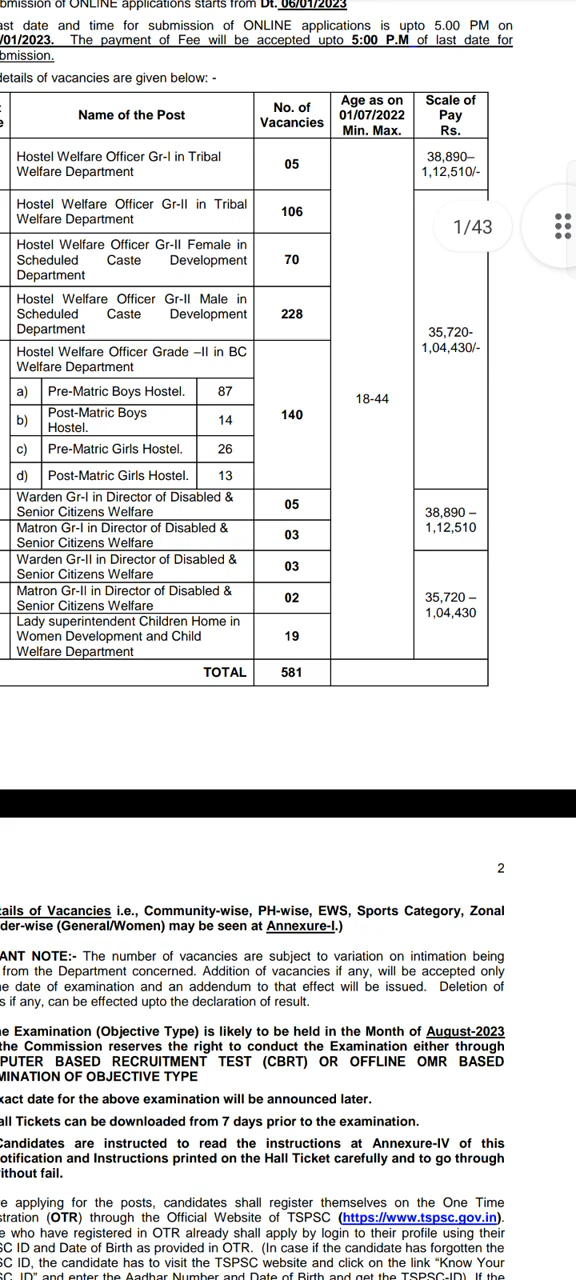 bmission of ONLINE applications starts from Dt. 06/01/2023
ast date and time for submission of ONLINE applications is upto 5.00 PM on
/01/2023. The payment of Fee will be accepted upto 5:00 P.M of last date for
bmission.
details of vacancies are given below: -
Name of the Post
No. of Vacancies
Age as on 01/07/2022 Min. Max.
Scale of Pay Rs.
Hostel Welfare Officer Gr-I in Tribal
Welfare Department
05
38,890–
1,12,510/-
Hostel Welfare Officer Gr-II in Tribal
Welfare Department
106
1/43
Hostel Welfare Officer Gr-II Female in
Scheduled Caste Development
Department
70
Hostel Welfare Officer Gr-II Male in
Scheduled Caste Development
Department
228
35,720-
1,04,430/-
Hostel Welfare Officer Grade –II in BC
Welfare Department
a) Pre-Matric Boys Hostel. 87
b) Post-Matric Boys
Hostel. 14
c) Pre-Matric Girls Hostel. 26
d) Post-Matric Girls Hostel. 13
140
18-44
Warden Gr-I in Director of Disabled &
Senior Citizens Welfare
05
38,890 –
1,12,510
Matron Gr-I in Director of Disabled &
Senior Citizens Welfare
03
Warden Gr-II in Director of Disabled &
Senior Citizens Welfare
03
Matron Gr-II in Director of Disabled &
Senior Citizens Welfare
02
35,720 –
1,04,430
Lady superintendent Children Home in
Women Development and Child
Welfare Department
19
TOTAL 581
2
tails of Vacancies i.e., Community-wise, PH-wise, EWS, Sports Category, Zonal
der-wise (General/Women) may be seen at Annexure-I.)
ANT NOTE:- The number of vacancies are subject to variation on intimation being
from the Department concerned. Addition of vacancies if any, will be accepted only
e date of examination and an addendum to that effect will be issued. Deletion of
s if any, can be effected upto the declaration of result.
e Examination (Objective Type) is likely to be held in the Month of August-2023
the Commission reserves the right to conduct the Examination either through
PUTER BASED RECRUITMENT TEST (CBRT) OR OFFLINE OMR BASED
MINATION OF OBJECTIVE TYPE
xact date for the above examination will be announced later.
all Tickets can be downloaded from 7 days prior to the examination.
Candidates are instructed to read the instructions at Annexure-IV of this
otification and Instructions printed on the Hall Ticket carefully and to go through
ithout fail.
e applying for the posts, candidates shall register themselves on the One Time
stration (OTR) through the Official Website of TSPSC (https://www.tspsc.gov.in).
e who have registered in OTR already shall apply by login to their profile using their
SC ID and Date of Birth as provided in OTR. (In case if the candidate has forgotten the
SC ID, the candidate has to visit the TSPSC website and click on the link “Know Your
SC ID” and enter the Aadhar Number and Date of Birth and get the TSPSC-ID). If the